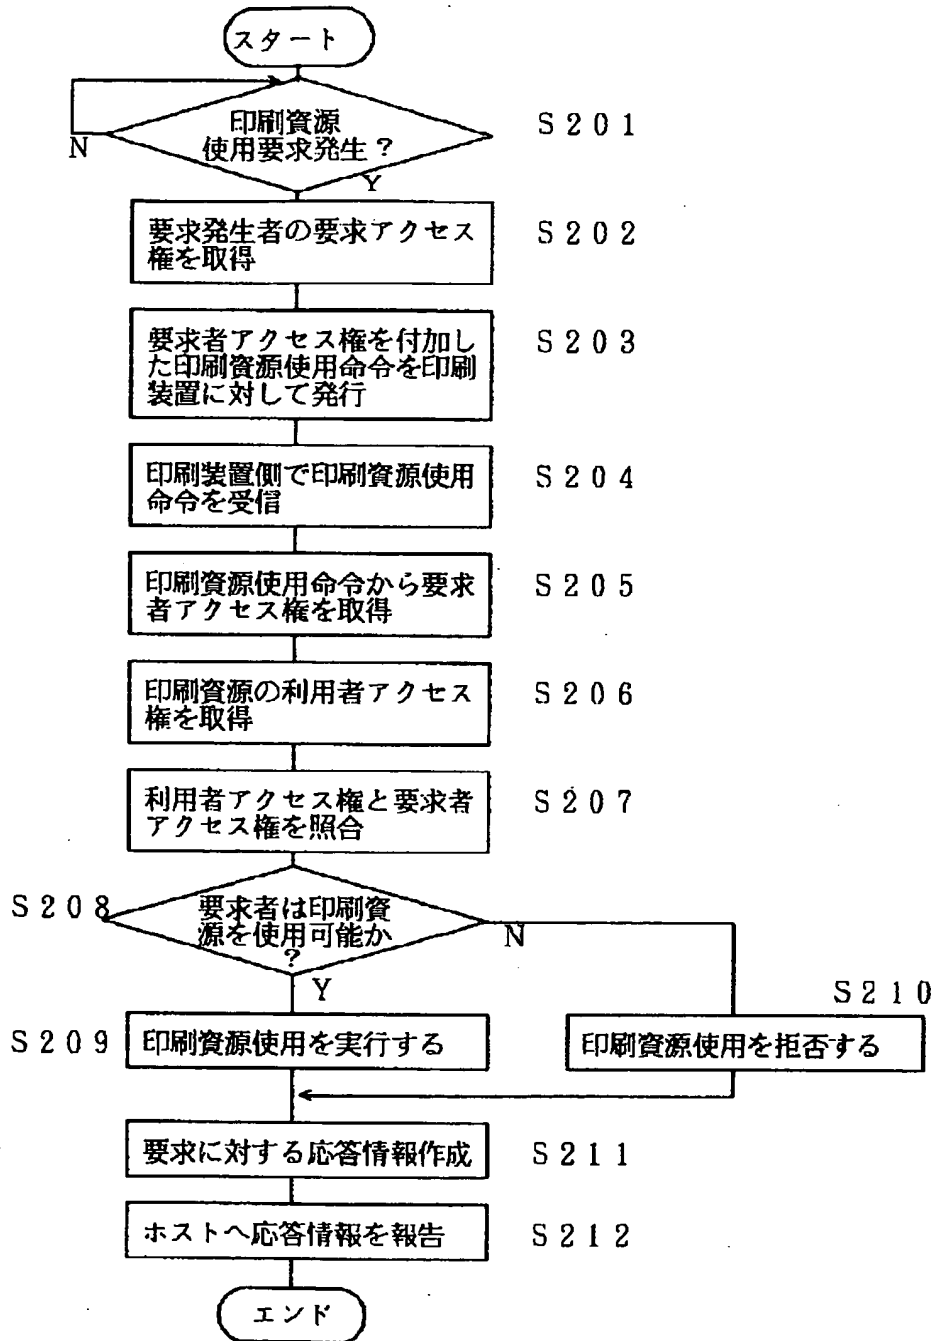 スタート
印刷資源
使用要求発生？
S201
N
Y
要求発生者の要求アクセス
権を取得
S202
要求者アクセス権を付加し
た印刷資源使用命令を印刷
装置に対して発行
S203
印刷装置側で印刷資源使用
命令を受信
S204
印刷資源使用命令から要求
者アクセス権を取得
S205
印刷資源の利用者アクセス
権を取得
S206
利用者アクセス権と要求者
アクセス権を照合
S207
S208
要求者は印刷資
源を使用可能か
？
N
Y
S210
S209
印刷資源使用を実行する
印刷資源使用を拒否する
要求に対する応答情報作成
S211
ホストへ応答情報を報告
S212
エンド